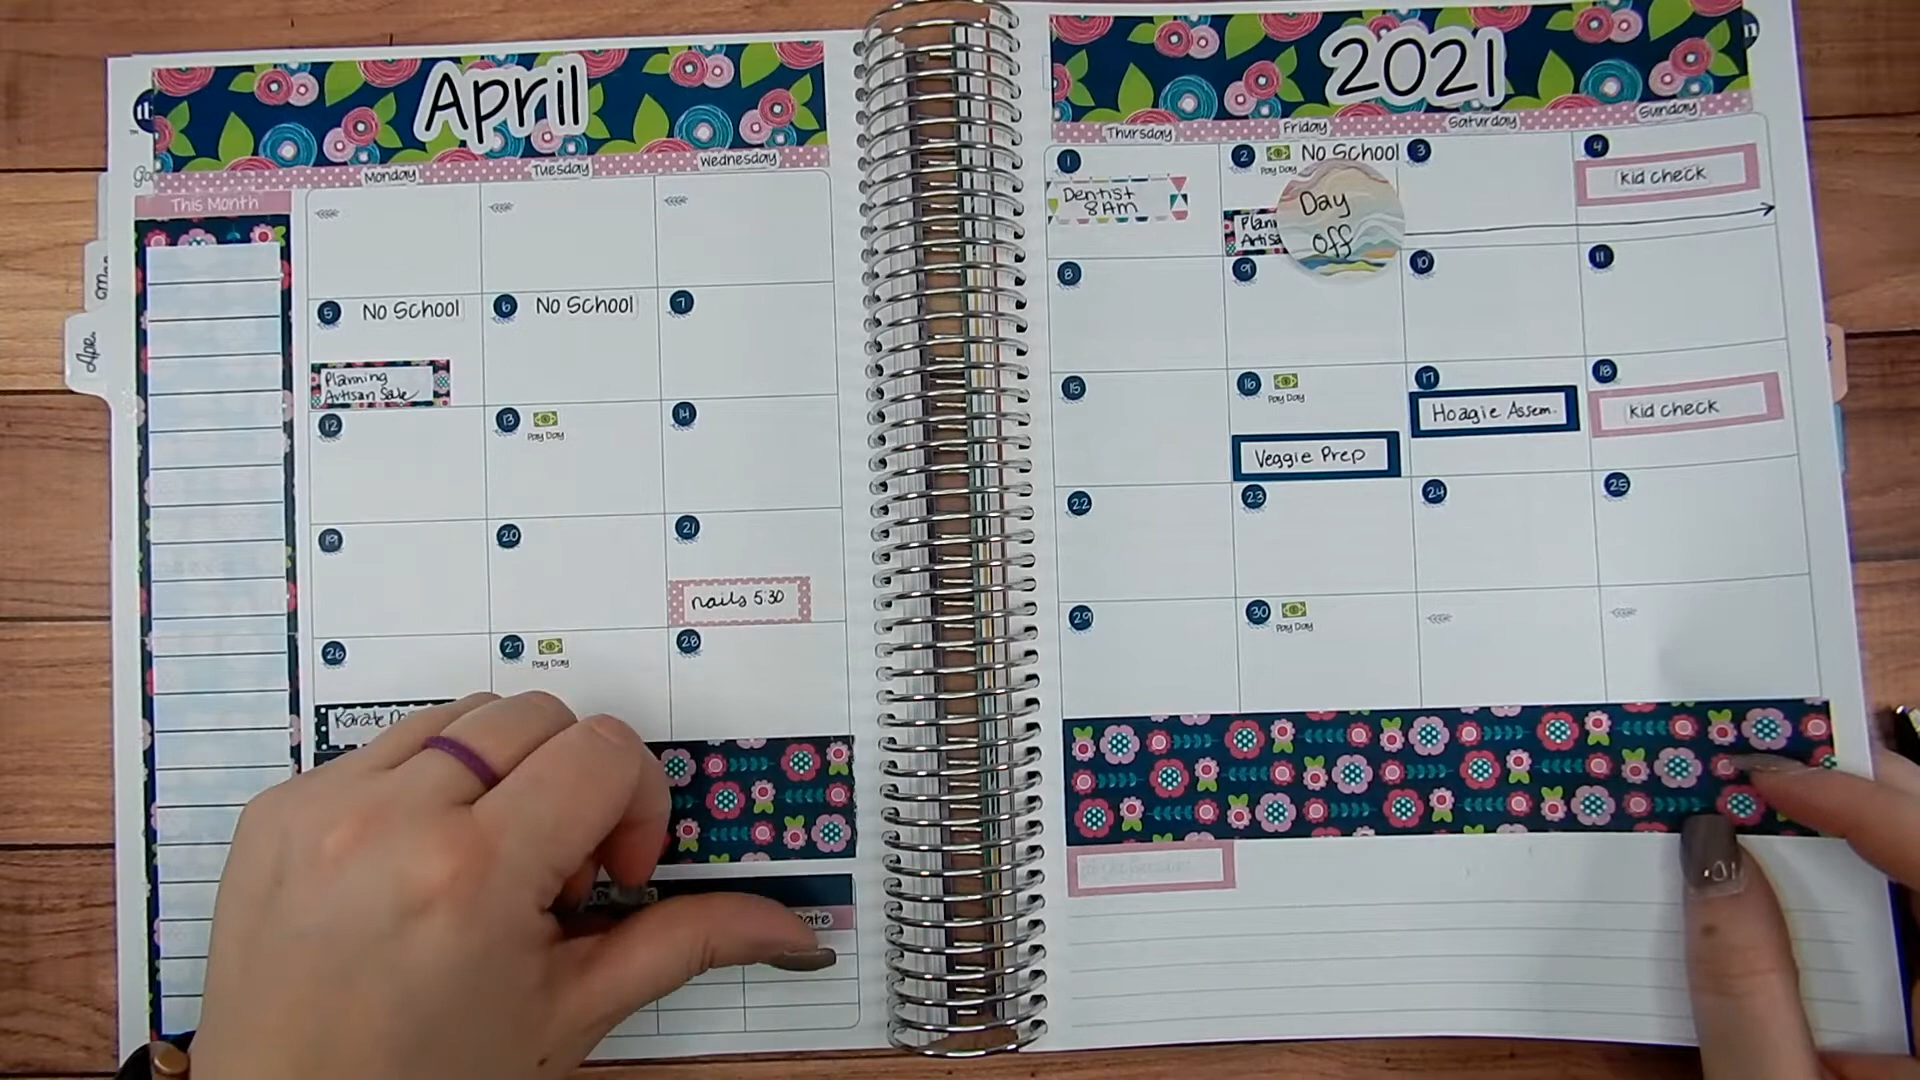 April
2021
Monday
Tuesday
Wednesday
Thursday
Friday
Saturday
Sunday
This Month
Apr.
1
Dentist
8 Am
2
No School
Pay Day
Day
off
3
4
kid check
5
No School
Planning
Artisan Sale
6
No School
7
8
9
10
11
12
13
Pay Day
14
15
16
Pay Day
Veggie Prep
17
Hoagie Assem.
18
kid check
19
20
21
nails 5:30
22
23
24
25
26
Karate
27
Pay Day
28
29
30
Pay Day